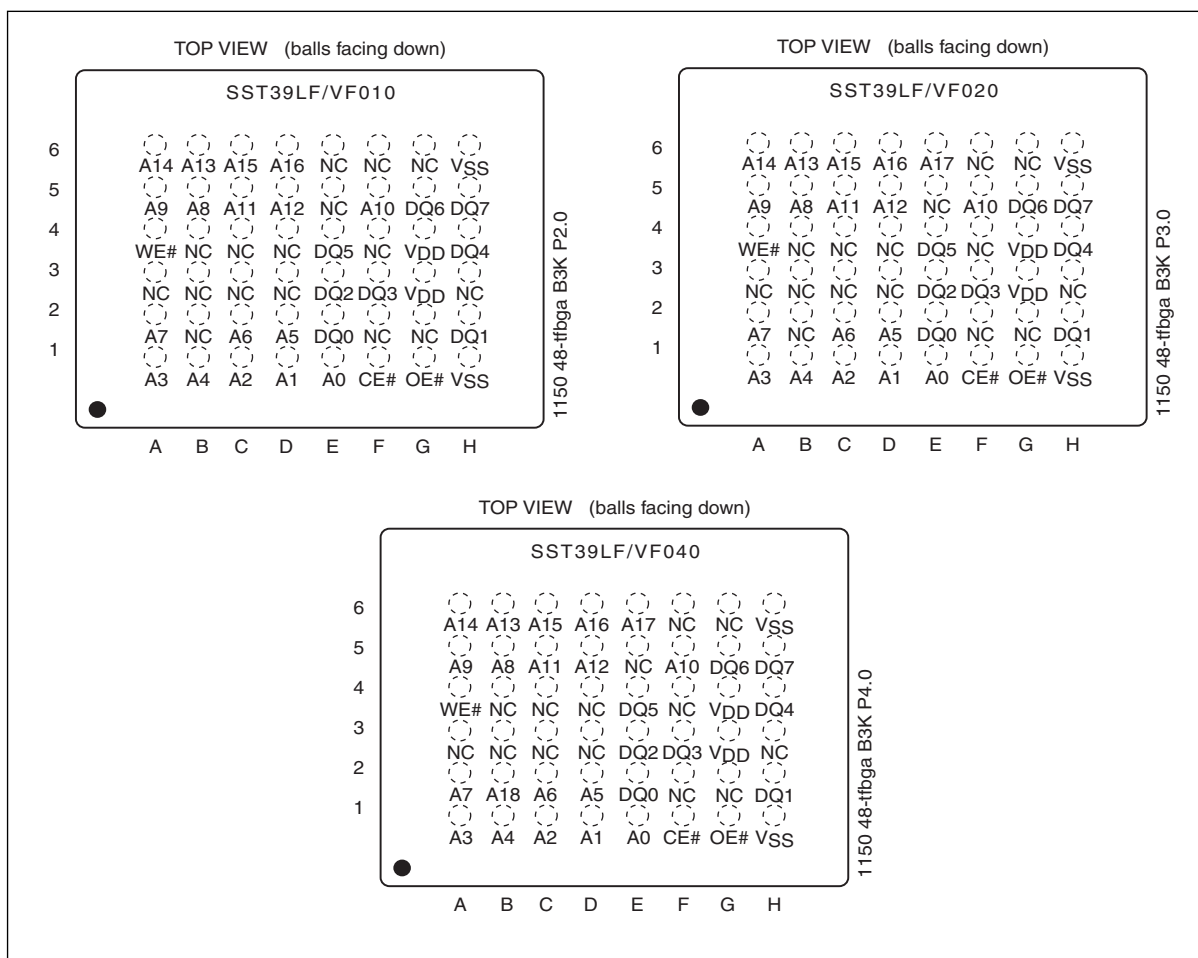 TOP VIEW (balls facing down)
SST39LF/VF010
6
A14 A13 A15 A16 NC NC NC VSS
5
A9 A8 A11 A12 NC A10 DQ6 DQ7
4
WE# NC NC NC DQ5 NC VDD DQ4
3
NC NC NC NC DQ2 DQ3 VDD NC
2
A7 NC A6 A5 DQ0 NC NC DQ1
1
A3 A4 A2 A1 A0 CE# OE# VSS
A B C D E F G H
1150 48-tfbga B3K P2.0
TOP VIEW (balls facing down)
SST39LF/VF020
6
A14 A13 A15 A16 A17 NC NC VSS
5
A9 A8 A11 A12 NC A10 DQ6 DQ7
4
WE# NC NC NC DQ5 NC VDD DQ4
3
NC NC NC NC DQ2 DQ3 VDD NC
2
A7 NC A6 A5 DQ0 NC NC DQ1
1
A3 A4 A2 A1 A0 CE# OE# VSS
A B C D E F G H
1150 48-tfbga B3K P3.0
TOP VIEW (balls facing down)
SST39LF/VF040
6
A14 A13 A15 A16 A17 NC NC VSS
5
A9 A8 A11 A12 NC A10 DQ6 DQ7
4
WE# NC NC NC DQ5 NC VDD DQ4
3
NC NC NC NC DQ2 DQ3 VDD NC
2
A7 A18 A6 A5 DQ0 NC NC DQ1
1
A3 A4 A2 A1 A0 CE# OE# VSS
A B C D E F G H
1150 48-tfbga B3K P4.0